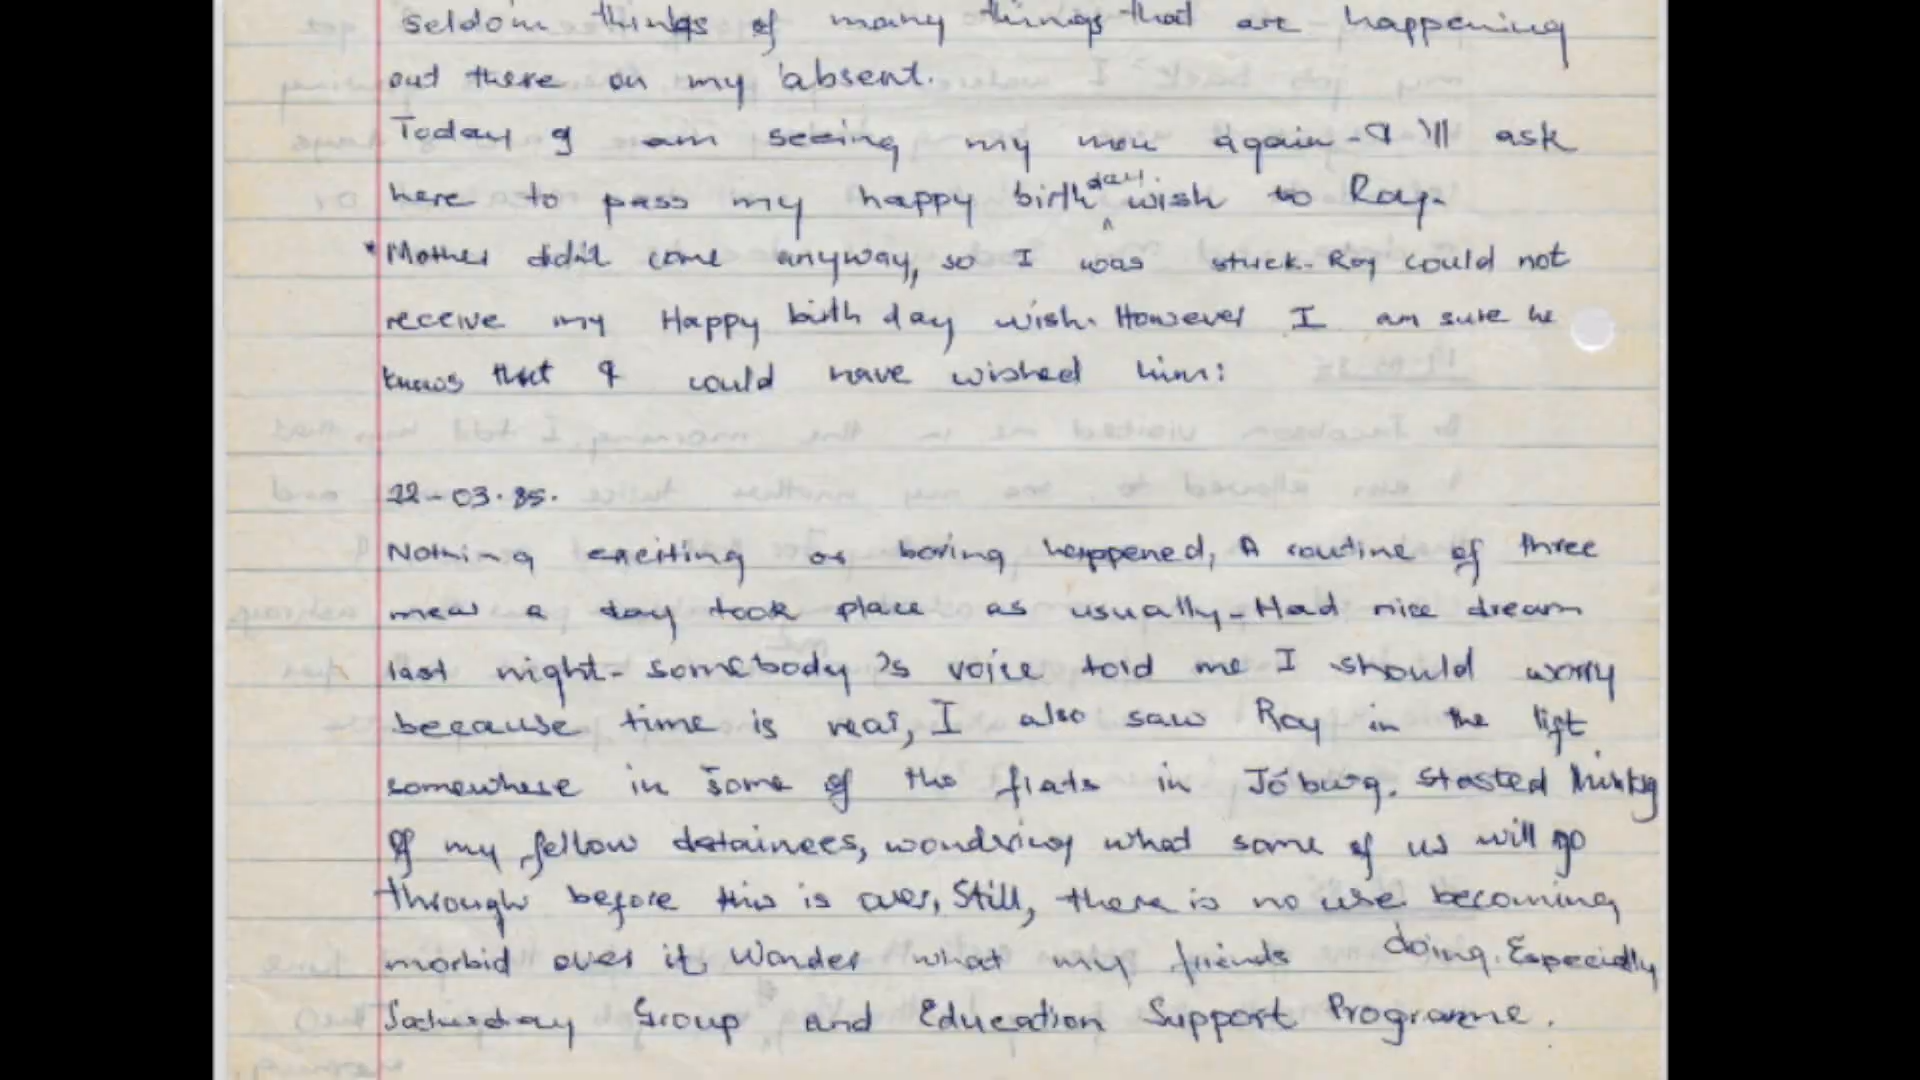 seldom things of many things that are happening
out there on my absent.
Today I am seeing my mou again - I'll ask
here to pass my happy birthday wish to Roy.
*Mother didn't come anyway, so I was stuck. Roy could not
receive my Happy birth day wish. However I am sure he
knows that I could have wished him:
22-03.85.
Nothing exciting or boring happened, A routine of three
meas a day took place as usually - Had nice dream
last night - somebody's voice told me I should worry
because time is near, I also saw Roy in the lift
somewhere in some of the flats in Jo'burg. Started thinking
Of my fellow detainees, wondering what some of us will go
through before this is over, Still, there is no use becoming
morbid over it, Wonder what my friends doing. Especially
Saturday Group and Education Support Programme.